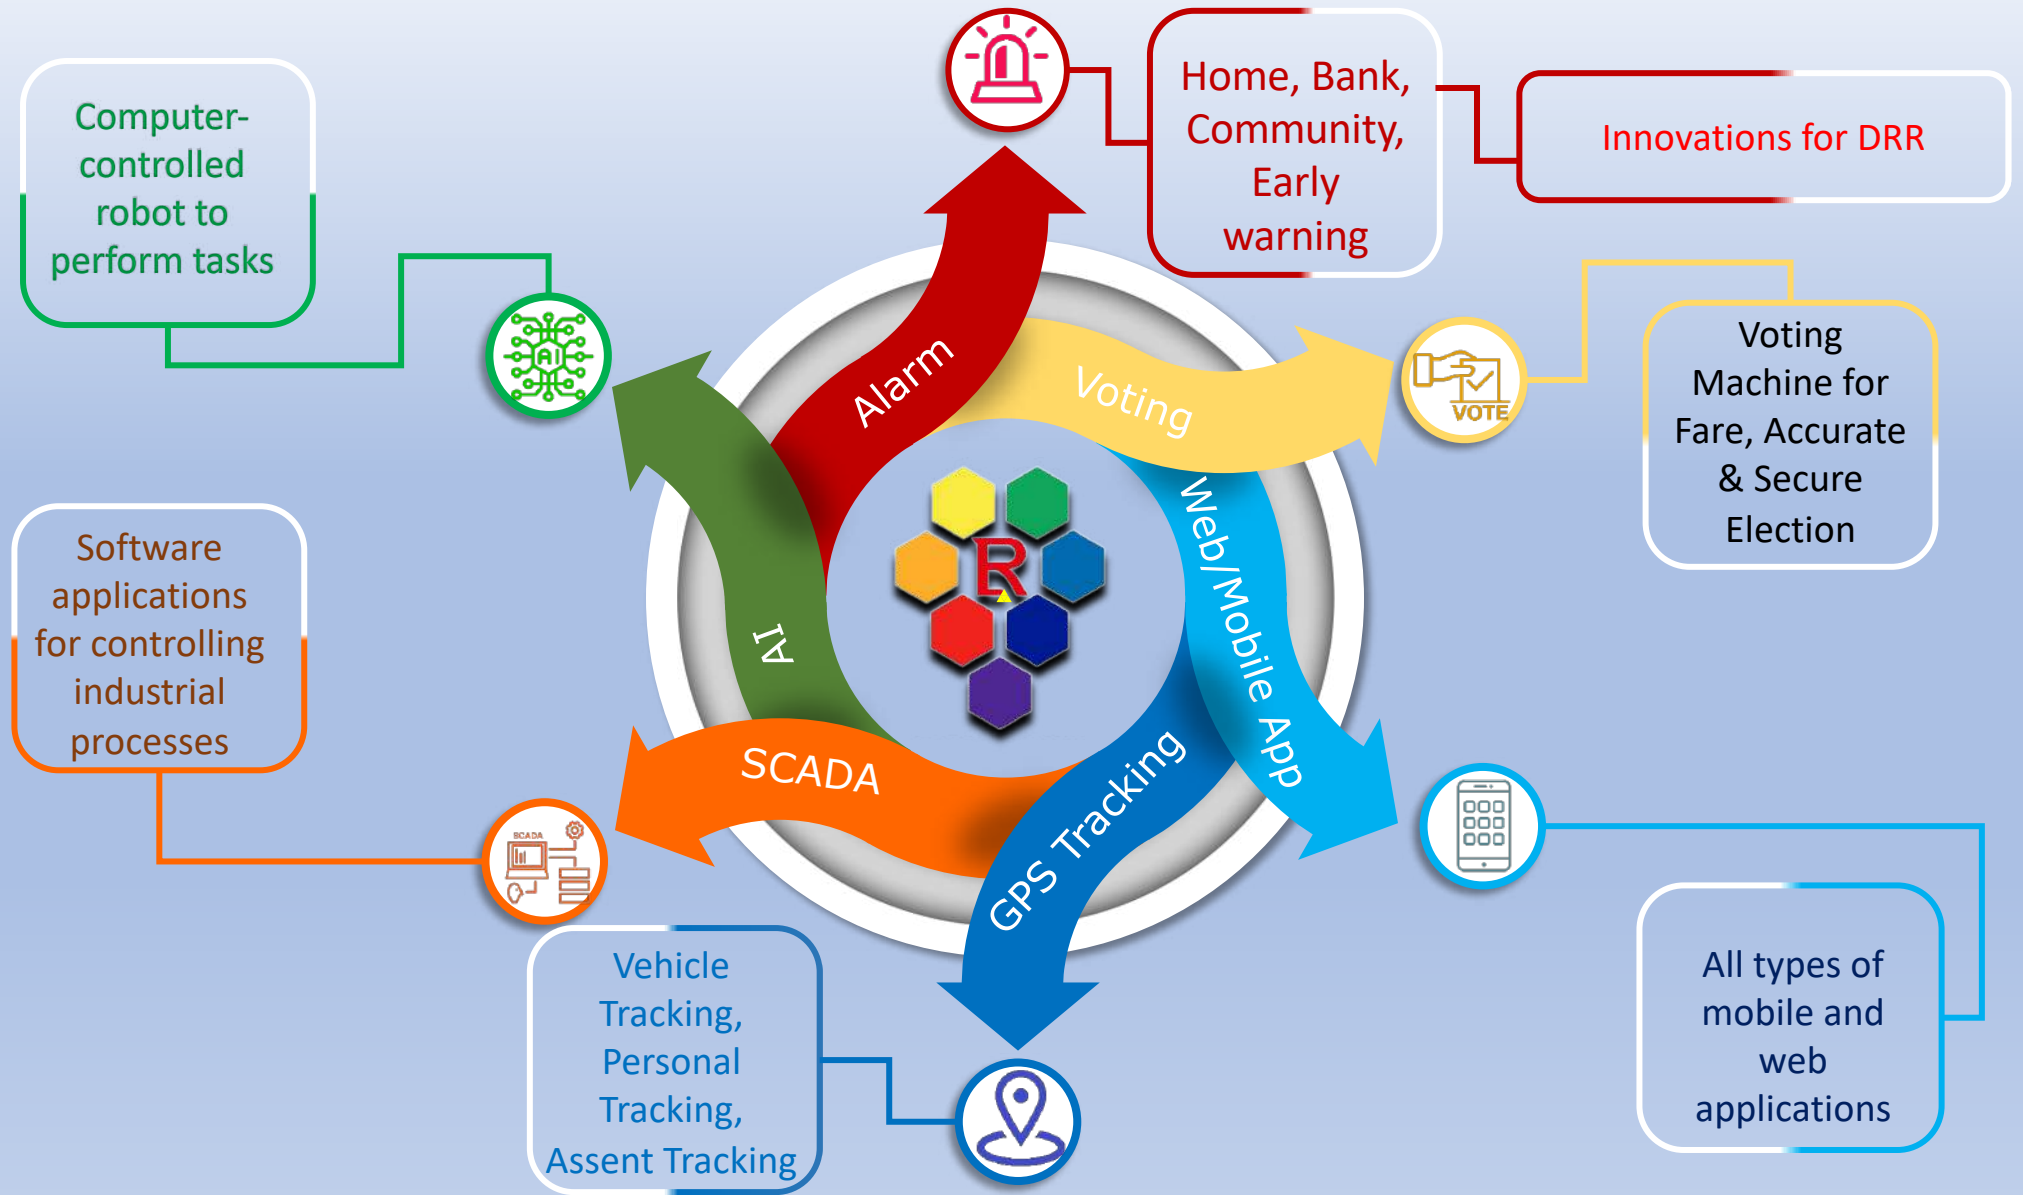 Computer-
controlled
robot to
perform tasks
Home, Bank,
Community,
Early
warning
Innovations for DRR
Voting
Machine for
Fare, Accurate
& Secure
Election
VOTE
AI
Alarm
Voting
Web/Mobile App
GPS Tracking
SCADA
AI
R
Software
applications
for controlling
industrial
processes
SCADA
Vehicle
Tracking,
Personal
Tracking,
Assent Tracking
All types of
mobile and
web
applications